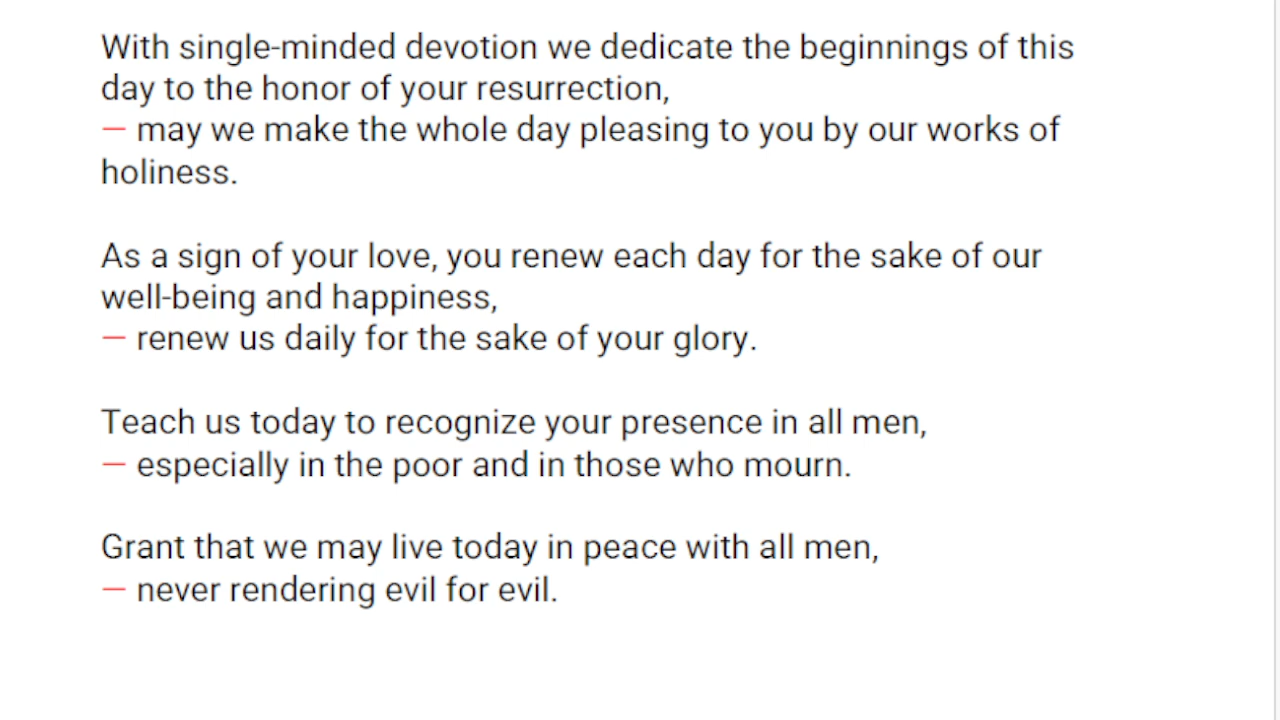 With single-minded devotion we dedicate the beginnings of this
day to the honor of your resurrection,
— may we make the whole day pleasing to you by our works of
holiness.
As a sign of your love, you renew each day for the sake of our
well-being and happiness,
— renew us daily for the sake of your glory.
Teach us today to recognize your presence in all men,
— especially in the poor and in those who mourn.
Grant that we may live today in peace with all men,
— never rendering evil for evil.